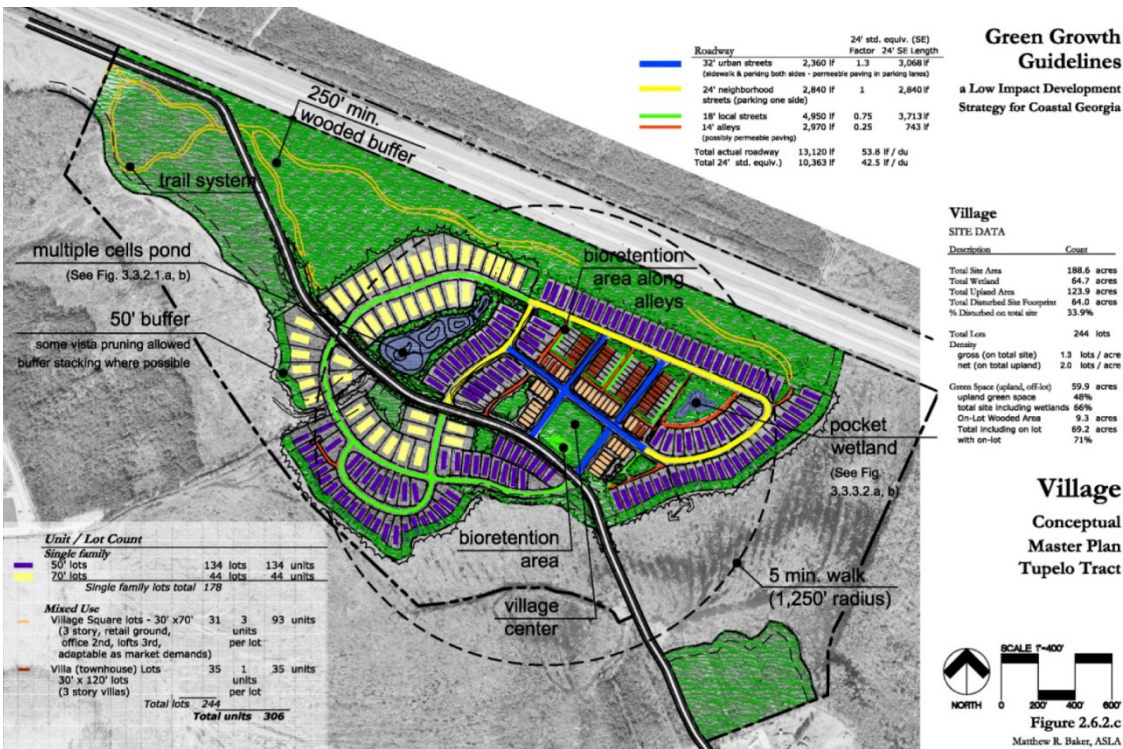 Green Growth
Guidelines
a Low Impact Development
Strategy for Coastal Georgia
24' std. equiv. (SE)
Roadway Factor 24' SE Length
32' urban streets 2,360 lf 1.3 3,068 lf
(sidewalk & parking both sides - permeable paving in parking lanes)
24' neighborhood 2,840 lf 1 2,840 lf
streets (parking one side)
18' local streets 4,950 lf 0.75 3,713 lf
14' alleys 2,970 lf 0.25 743 lf
(possibly permeable paving)
Total actual roadway 13,120 lf 53.8 lf / du
Total 24' std. equiv.) 10,363 lf 42.5 lf / du
250' min.
wooded buffer
trail system
multiple cells pond
(See Fig. 3.3.2.1.a, b)
50' buffer
some vista pruning allowed
buffer stacking where possible
bioretention
area along
alleys
pocket
wetland
(See Fig.
3.3.3.2.a, b)
bioretention
area
village
center
5 min. walk
(1,250' radius)
Village
SITE DATA
Description Count
Total Site Area 188.6 acres
Total Wetland 64.7 acres
Total Upland Area 123.9 acres
Total Disturbed Site Footprint 64.0 acres
% Disturbed on total site 33.9%
Total Lots 244 lots
Density
gross (on total site) 1.3 lots / acre
net (on total upland) 2.0 lots / acre
Green Space (upland, off-lot) 59.9 acres
upland green space 48%
total site including wetlands 66%
On-Lot Wooded Area 9.3 acres
Total including on lot 69.2 acres
with on-lot 71%
Village
Conceptual
Master Plan
Tupelo Tract
Unit / Lot Count
Single family
50' lots 134 lots 134 units
70' lots 44 lots 44 units
Single family lots total 178
Mixed Use
Village Square lots - 30' x70' 31 3 93 units
(3 story, retail ground, units
office 2nd, lofts 3rd, per lot
adaptable as market demands)
Villa (townhouse) Lots 35 1 35 units
30' x 120' lots units
(3 story villas) per lot
Total lots 244
Total units 306
SCALE 1"=400'
NORTH 0 200' 400' 600'
Figure 2.6.2.c
Matthew R. Baker, ASLA